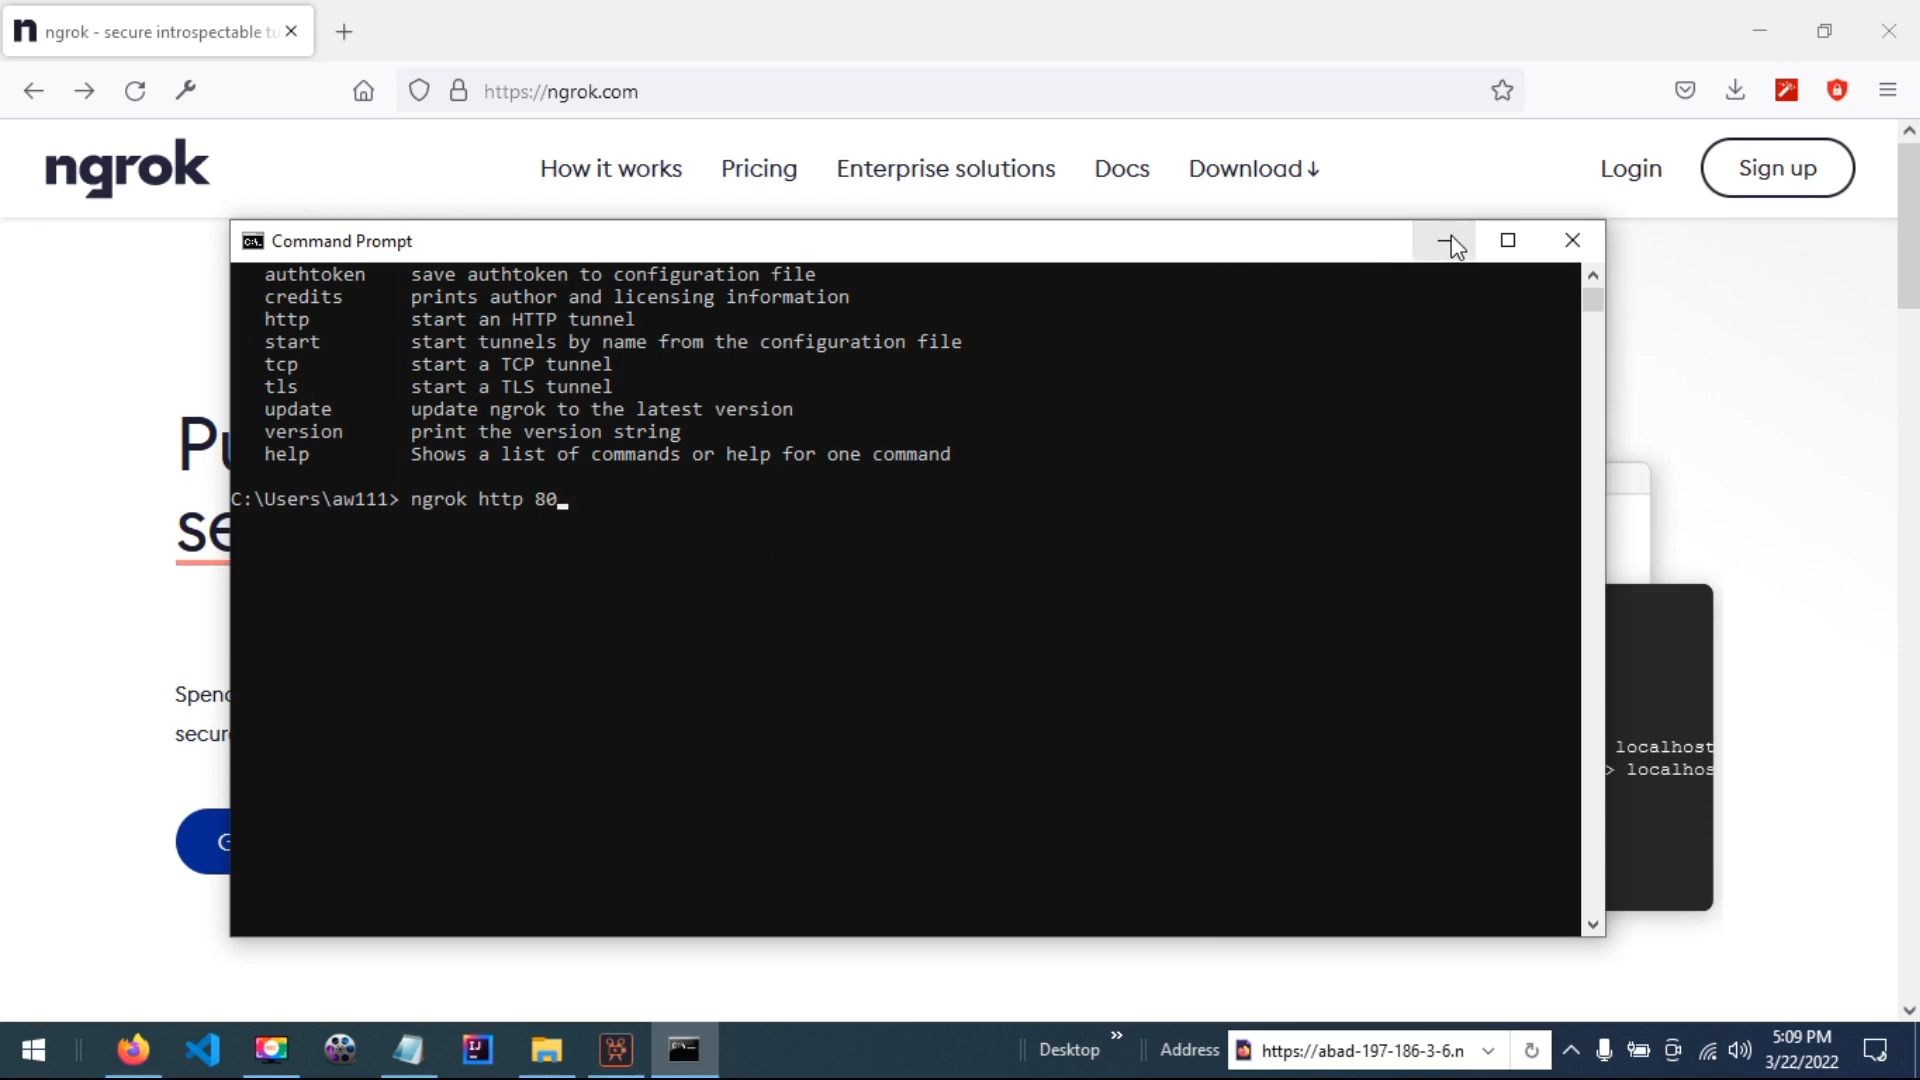 ngrok - secure introspectable tu
https://ngrok.com
ngrok
How it works
Pricing
Enterprise solutions
Docs
Download↓
Login
Sign up
Command Prompt
authtoken save authtoken to configuration file
credits prints author and licensing information
http start an HTTP tunnel
start start tunnels by name from the configuration file
tcp start a TCP tunnel
tls start a TLS tunnel
update update ngrok to the latest version
version print the version string
help Shows a list of commands or help for one command
C:\Users\aw111> ngrok http 80
localhost
> localhos
Spend
secur
Desktop
Address
https://abad-197-186-3-6.n
5:09 PM
3/22/2022